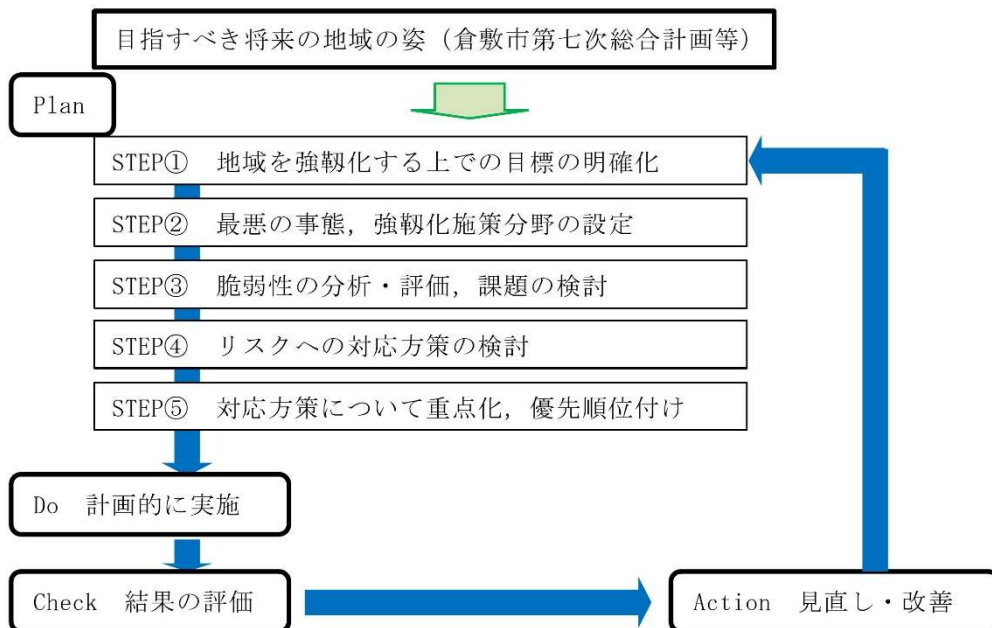 目指すべき将来の地域の姿（倉敷市第七次総合計画等）
Plan
STEP①　地域を強靱化する上での目標の明確化
STEP②　最悪の事態，強靱化施策分野の設定
STEP③　脆弱性の分析・評価，課題の検討
STEP④　リスクへの対応方策の検討
STEP⑤　対応方策について重点化，優先順位付け
Do　計画的に実施
Check　結果の評価
Action　見直し・改善